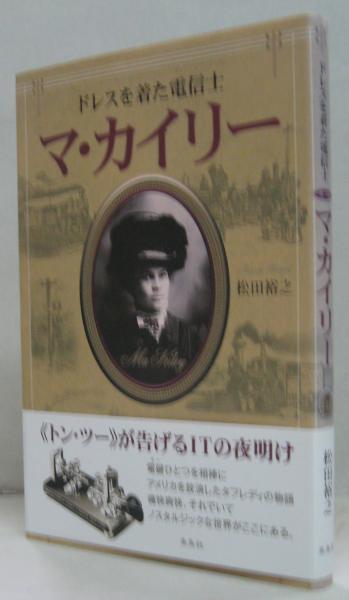 ドレスを着た電信士
マ・カイリー
Ma Kiley
松田裕之
《トン・ツー》が告げるITの夜明け
電鍵ひとつを相棒に
アメリカを放浪したタフレディの物語
痛快爽快、それでいて
ノスタルジックな世界がここにある。
ドレスを着た電信士
マ・カイリー
松田裕之